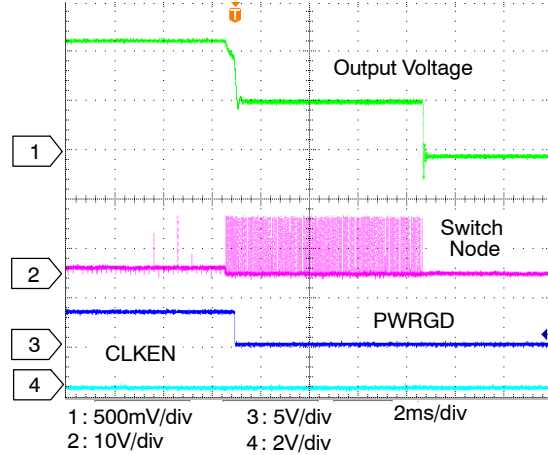 T
Output Voltage
1
Switch
Node
2
PWRGD
3
CLKEN
4
1 : 500mV/div 3 : 5V/div 2ms/div
2 : 10V/div 4 : 2V/div